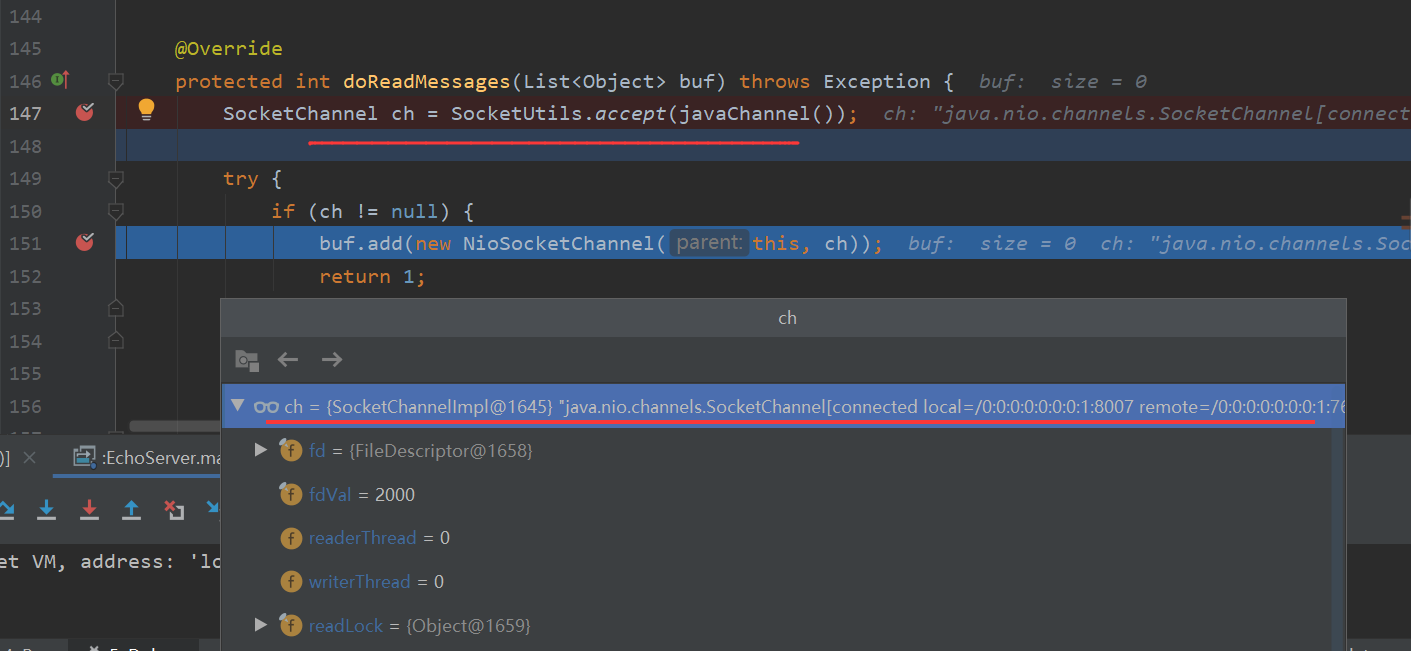 144
145 @Override
146 protected int doReadMessages(List<Object> buf) throws Exception { buf: size = 0
147 SocketChannel ch = SocketUtils.accept(javaChannel()); ch: "java.nio.channels.SocketChannel[connect
148
149 try {
150 if (ch != null) {
151 buf.add(new NioSocketChannel( parent: this, ch)); buf: size = 0 ch: "java.nio.channels.Soc
152 return 1;
153
154
155
156
ch
ch = {SocketChannelImpl@1645} "java.nio.channels.SocketChannel[connected local=/0:0:0:0:0:0:0:1:8007 remote=/0:0:0:0:0:0:0:1:76
f fd = {FileDescriptor@1658}
)] :EchoServer.ma
f fdVal = 2000
f readerThread = 0
et VM, address: 'lo
f writerThread = 0
f readLock = {Object@1659}